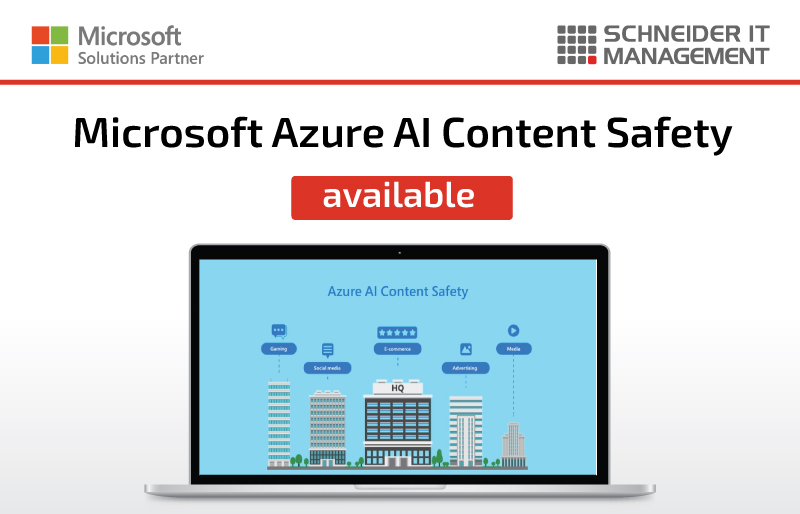 Microsoft
Solutions Partner
SCHNEIDER IT
MANAGEMENT
Microsoft Azure AI Content Safety
available
Azure AI Content Safety
Gaming
Social media
E-commerce
Advertising
Media
HQ